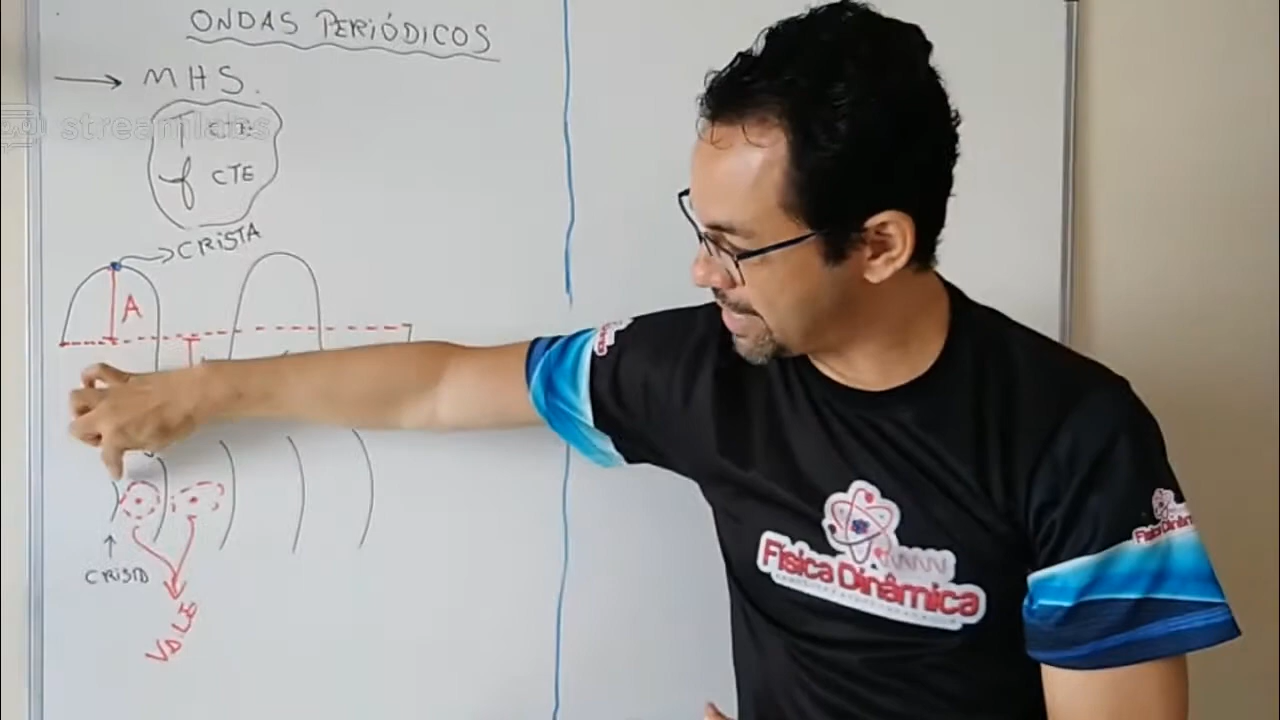 ONDAS PERIÓDICOS
MHS.
streamlabs
T CTE
f CTE
CRISTA
A
CRISTA
VALE
Física Dinâmica
Física Dinâmica